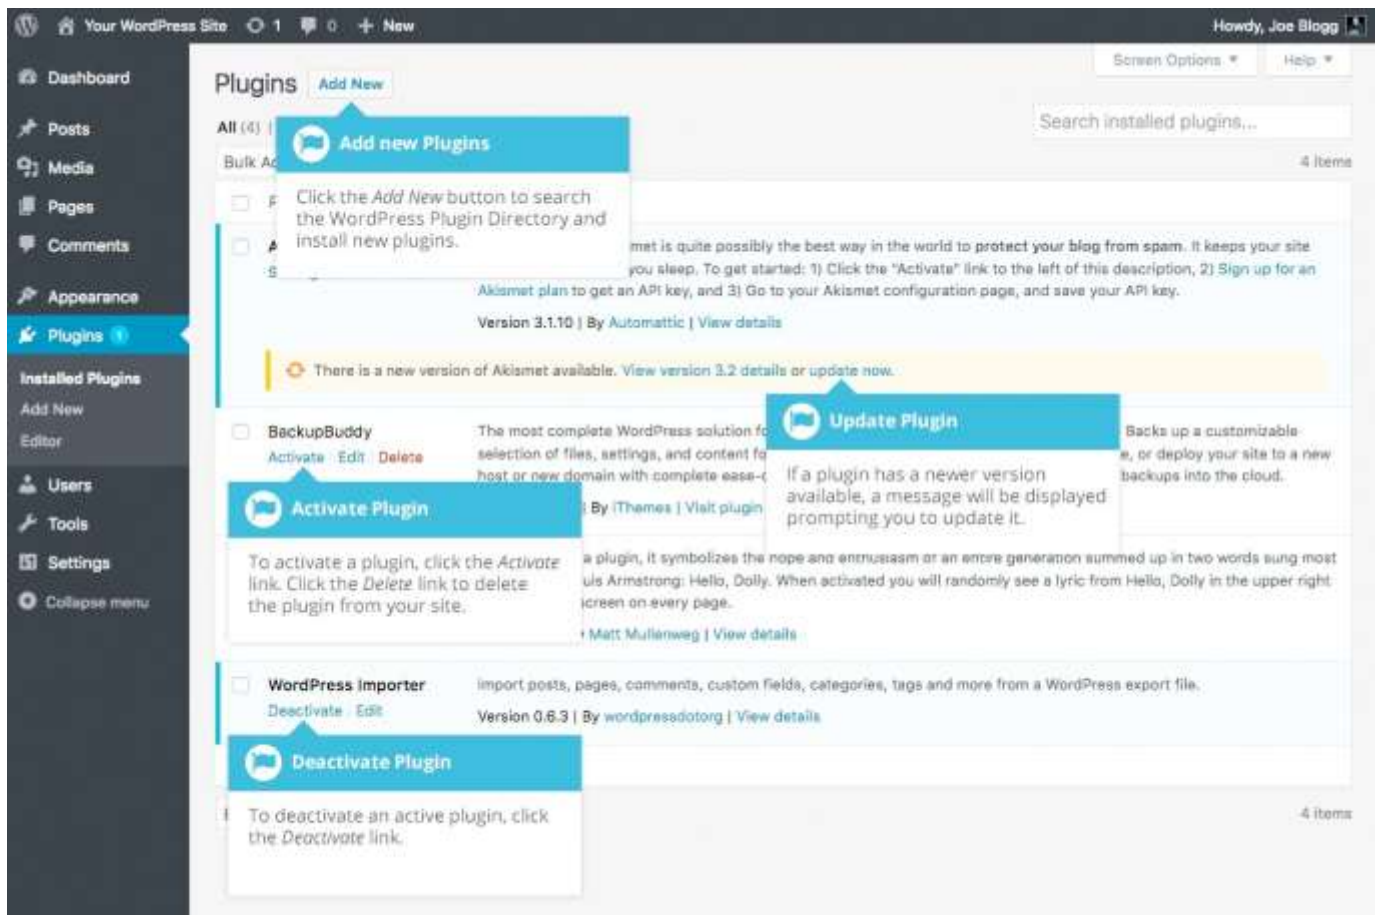 Your WordPress Site 1 0 + New Howdy, Joe Blogg
Screen Options Help
Dashboard
Posts
Media
Pages
Comments
Appearance
Plugins 1
Installed Plugins
Add New
Editor
Users
Tools
Settings
Collapse menu
Plugins Add New
All (4) |
Search installed plugins...
Bulk
4 items
Add new Plugins
Click the Add New button to search
the WordPress Plugin Directory and
install new plugins.
is quite possibly the best way in the world to protect your blog from spam. It keeps your site
you sleep. To get started: 1) Click the "Activate" link to the left of this description, 2) Sign up for an
Akismet plan to get an API key, and 3) Go to your Akismet configuration page, and save your API key.
Version 3.1.10 | By Automattic | View details
There is a new version of Akismet available. View version 3.2 details or update now.
Update Plugin
If a plugin has a newer version
available, a message will be displayed
prompting you to update it.
BackupBuddy
Activate Edit Delete
The most complete WordPress solution Backs up a customizable
selection of files, settings, and content or deploy your site to a new
host or new domain with complete backups into the cloud.
| By iThemes | Visit plugin
Activate Plugin
To activate a plugin, click the Activate
link. Click the Delete link to delete
the plugin from your site.
a plugin, it symbolizes the hope and enthusiasm of an entire generation summed up in two words sung most
Armstrong: Hello, Dolly. When activated you will randomly see a lyric from Hello, Dolly in the upper right
screen on every page.
Matt Mullenweg | View details
WordPress Importer
Deactivate Edit
Import posts, pages, comments, custom fields, categories, tags and more from a WordPress export file.
Version 0.6.3 | By wordpressdotorg | View details
Deactivate Plugin
To deactivate an active plugin, click
the Deactivate link.
4 items